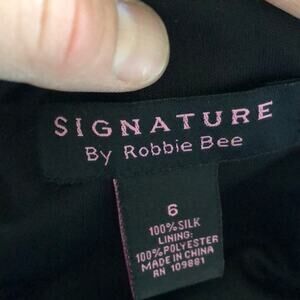 SIGNATURE
By Robbie Bee
6
100% SILK
LINING:
100% POLYESTER
MADE IN CHINA
RN 109881